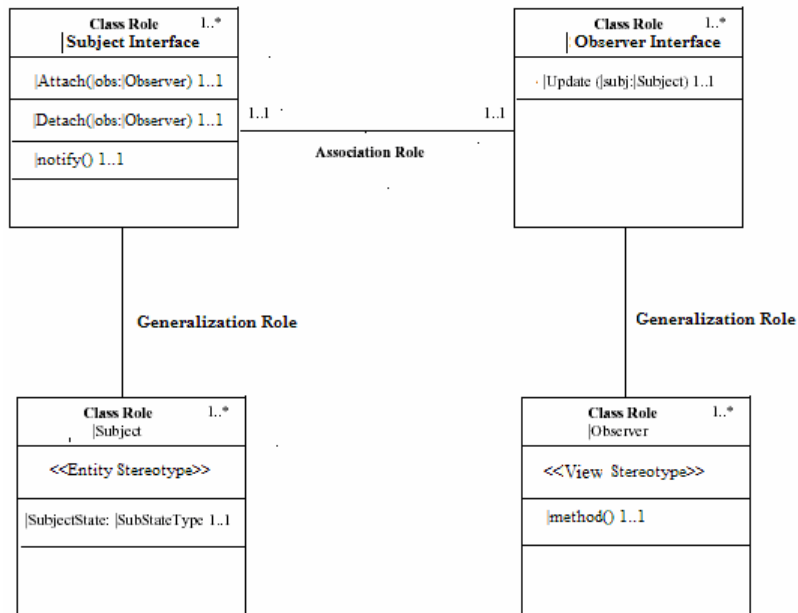 Class Role 1..*
|Subject Interface
|Attach(|obs:|Observer) 1..1
|Detach(|obs:|Observer) 1..1
|notify() 1..1
Class Role 1..*
|Observer Interface
|Update (|subj:|Subject) 1..1
1..1 1..1
Association Role
Generalization Role
Generalization Role
Class Role 1..*
|Subject
<<Entity Stereotype>>
|SubjectState: |SubStateType 1..1
Class Role 1..*
|Observer
<<View Stereotype>>
|method() 1..1